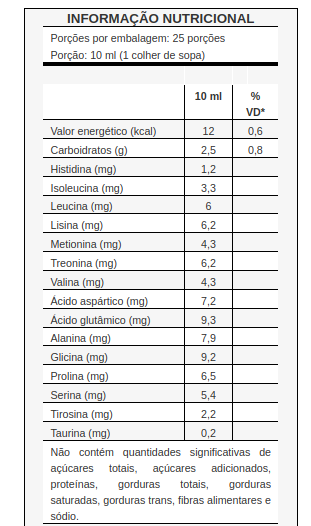 INFORMAÇÃO NUTRICIONAL
Porções por embalagem: 25 porções
Porção: 10 ml (1 colher de sopa)
10 ml %
VD*
Valor energético (kcal) 12 0,6
Carboidratos (g) 2,5 0,8
Histidina (mg) 1,2
Isoleucina (mg) 3,3
Leucina (mg) 6
Lisina (mg) 6,2
Metionina (mg) 4,3
Treonina (mg) 6,2
Valina (mg) 4,3
Ácido aspártico (mg) 7,2
Ácido glutâmico (mg) 9,3
Alanina (mg) 7,9
Glicina (mg) 9,2
Prolina (mg) 6,5
Serina (mg) 5,4
Tirosina (mg) 2,2
Taurina (mg) 0,2
Não contém quantidades significativas de
açúcares totais, açúcares adicionados,
proteínas, gorduras totais, gorduras
saturadas, gorduras trans, fibras alimentares e
sódio.